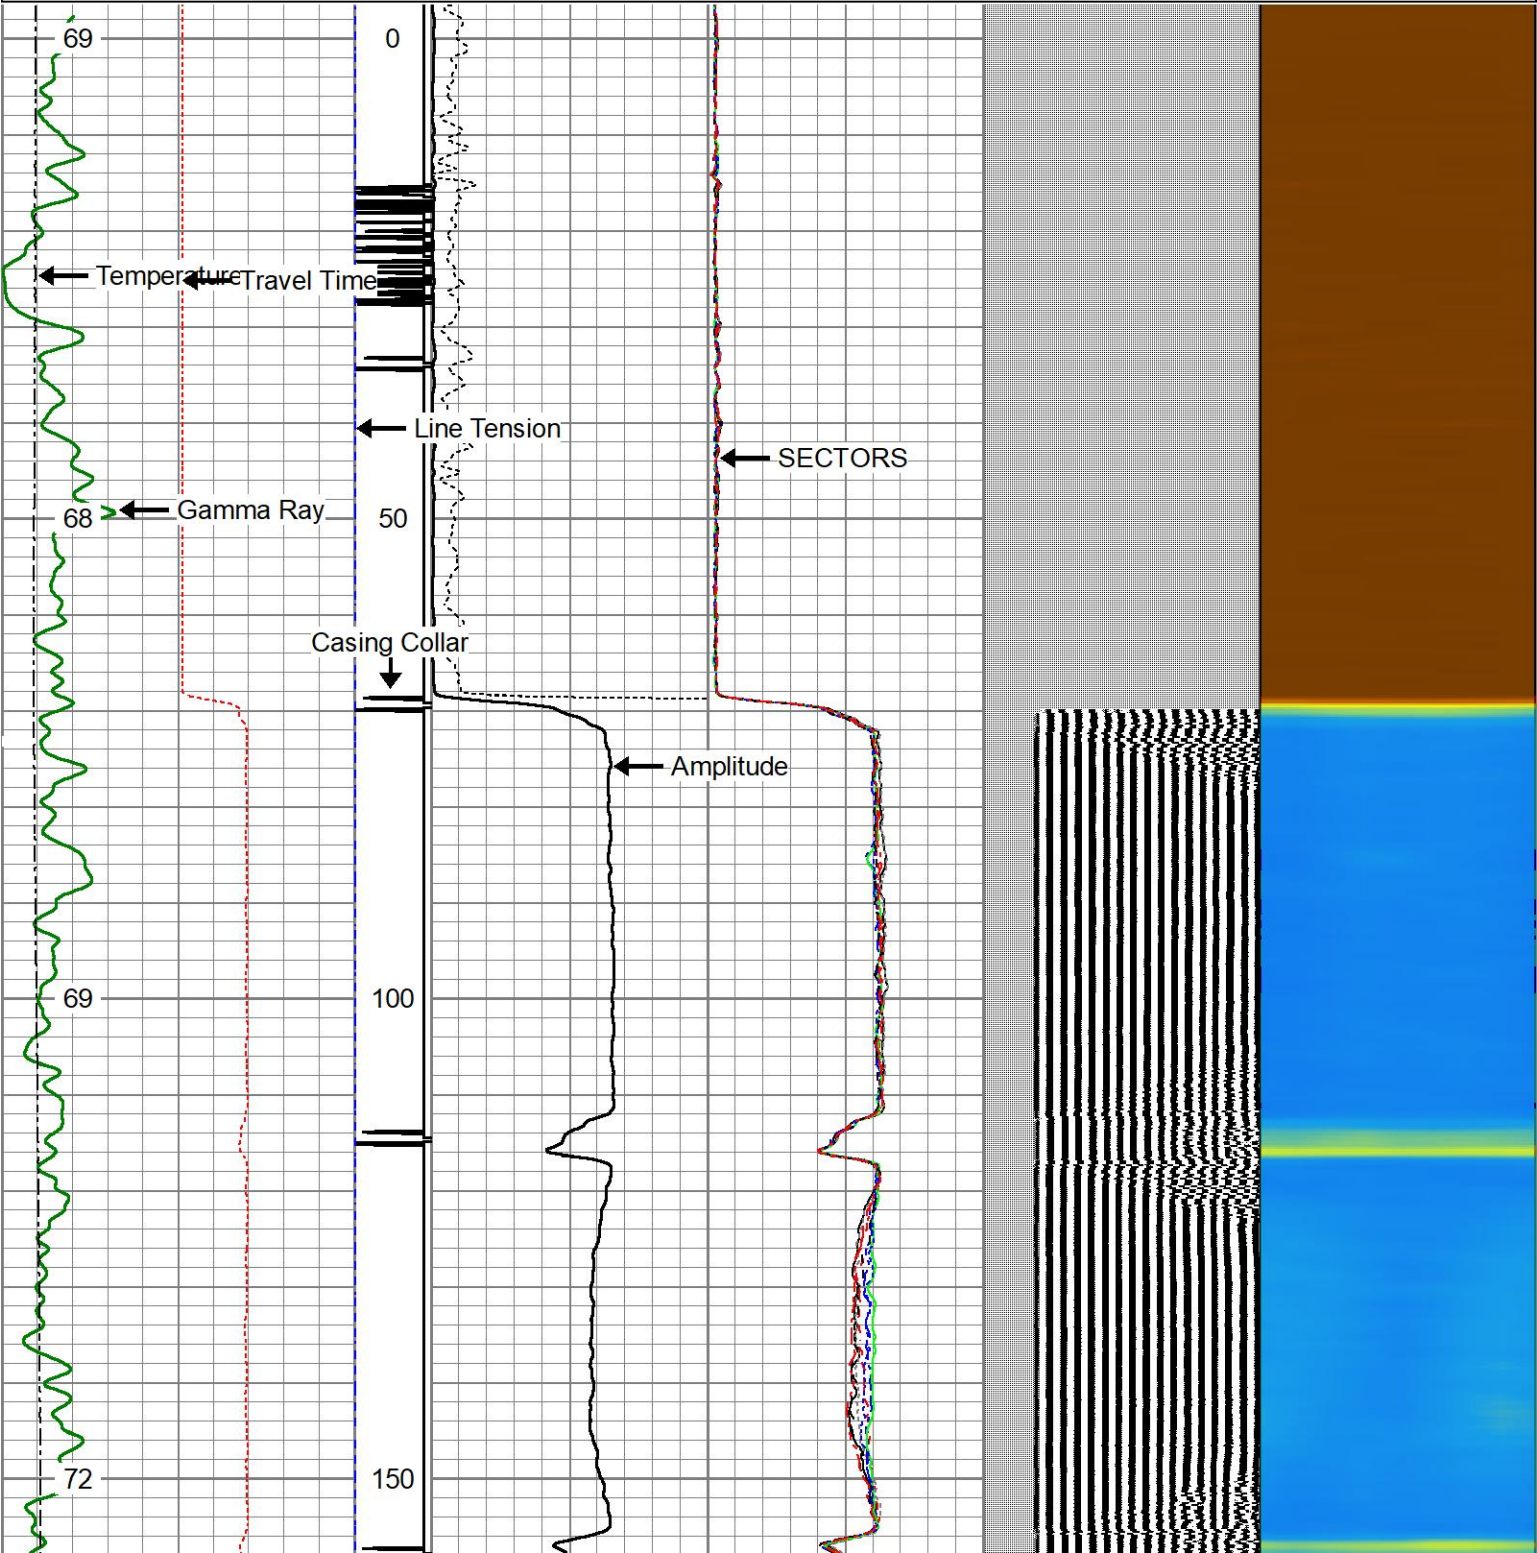 69
0
Temperature
Travel Time
Line Tension
SECTORS
Gamma Ray
68
50
Casing Collar
Amplitude
69
100
72
150